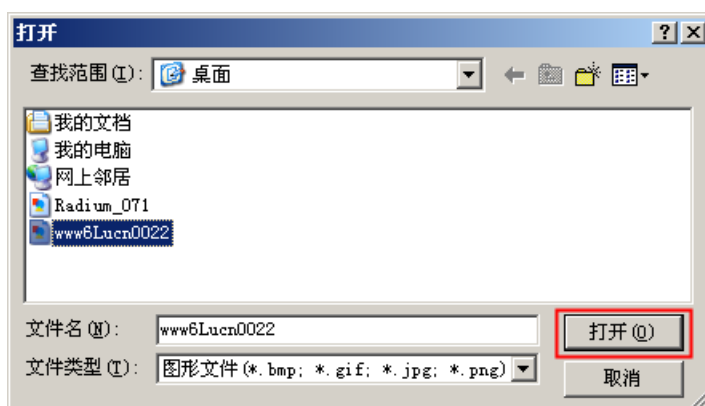 打开
查找范围(I): 桌面
我的文档
我的电脑
网上邻居
Radium_071
www6Lucn0022
文件名(N): www6Lucn0022 打开(O)
文件类型(T): 图形文件(*.bmp; *.gif; *.jpg; *.png) 取消